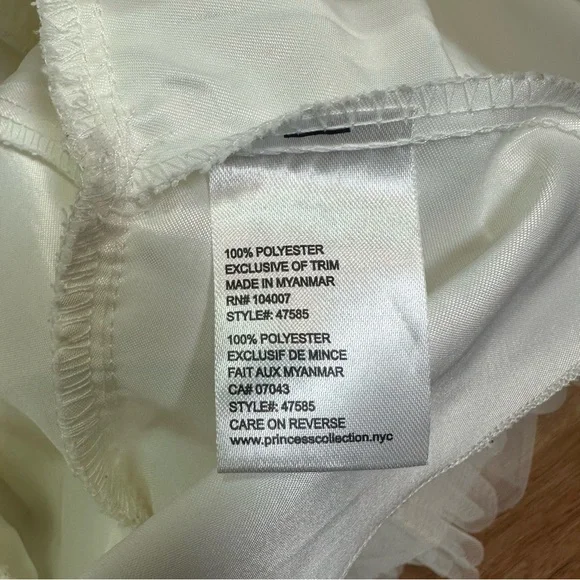 100% POLYESTER
EXCLUSIVE OF TRIM
MADE IN MYANMAR
RN# 104007
STYLE#: 47585
100% POLYESTER
EXCLUSIF DE MINCE
FAIT AUX MYANMAR
CA# 07043
STYLE#: 47585
CARE ON REVERSE
www.princesscollection.nyc